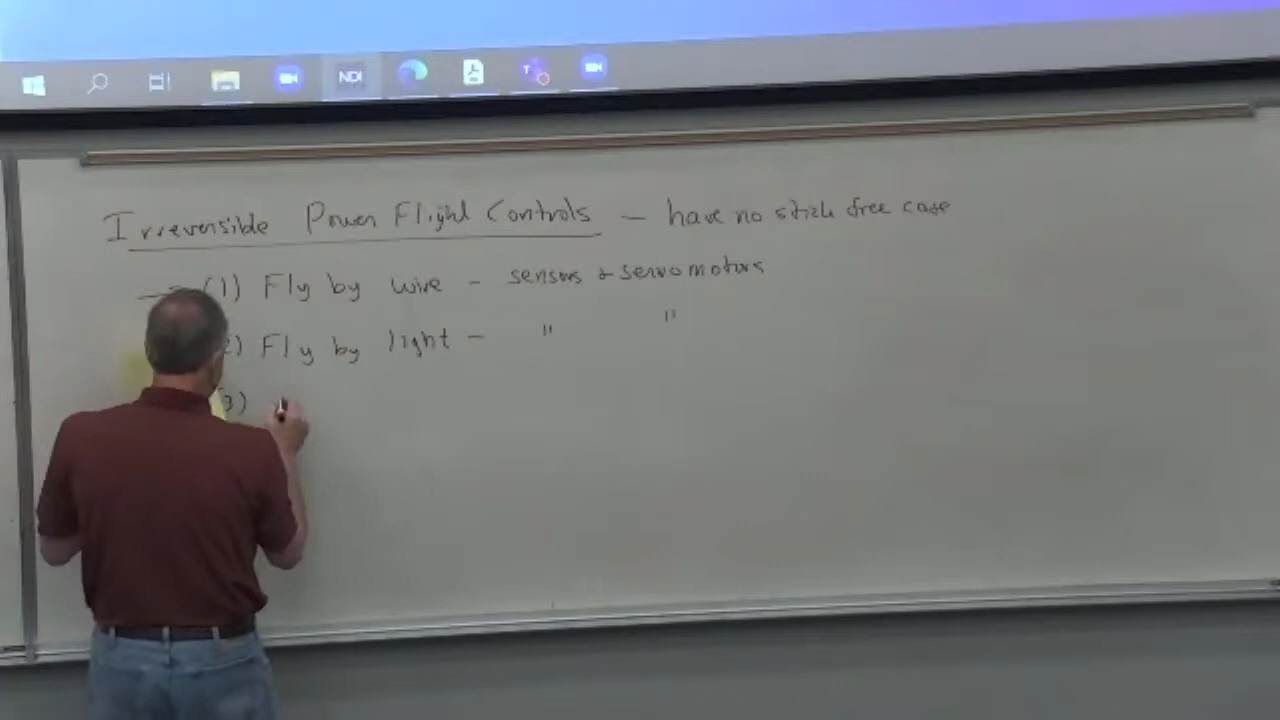 NDI
Irreversible Power Flight Controls — have no stick free case
→ (1) Fly by wire - sensors & servomotors
2) Fly by light - " "
3)